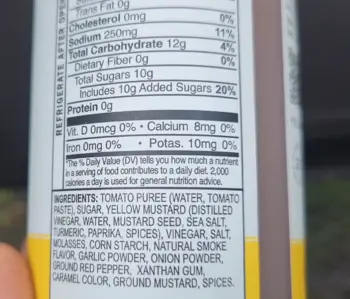 Trans Fat 0g
Cholesterol 0mg 0%
Sodium 250mg 11%
Total Carbohydrate 12g 4%
Dietary Fiber 0g 0%
Total Sugars 10g
Includes 10g Added Sugars 20%
Protein 0g
Vit. D 0mcg 0% • Calcium 8mg 0%
Iron 0mg 0% • Potas. 10mg 0%
*The % Daily Value (DV) tells you how much a nutrient
in a serving of food contributes to a daily diet. 2,000
calories a day is used for general nutrition advice.
INGREDIENTS: TOMATO PUREE (WATER, TOMATO
PASTE), SUGAR, YELLOW MUSTARD (DISTILLED
VINEGAR, WATER, MUSTARD SEED, SEA SALT,
TURMERIC, PAPRIKA, SPICES), VINEGAR, SALT,
MOLASSES, CORN STARCH, NATURAL SMOKE
FLAVOR, GARLIC POWDER, ONION POWDER,
GROUND RED PEPPER, XANTHAN GUM,
CARAMEL COLOR, GROUND MUSTARD, SPICES.
REFRIGERATE AFTER